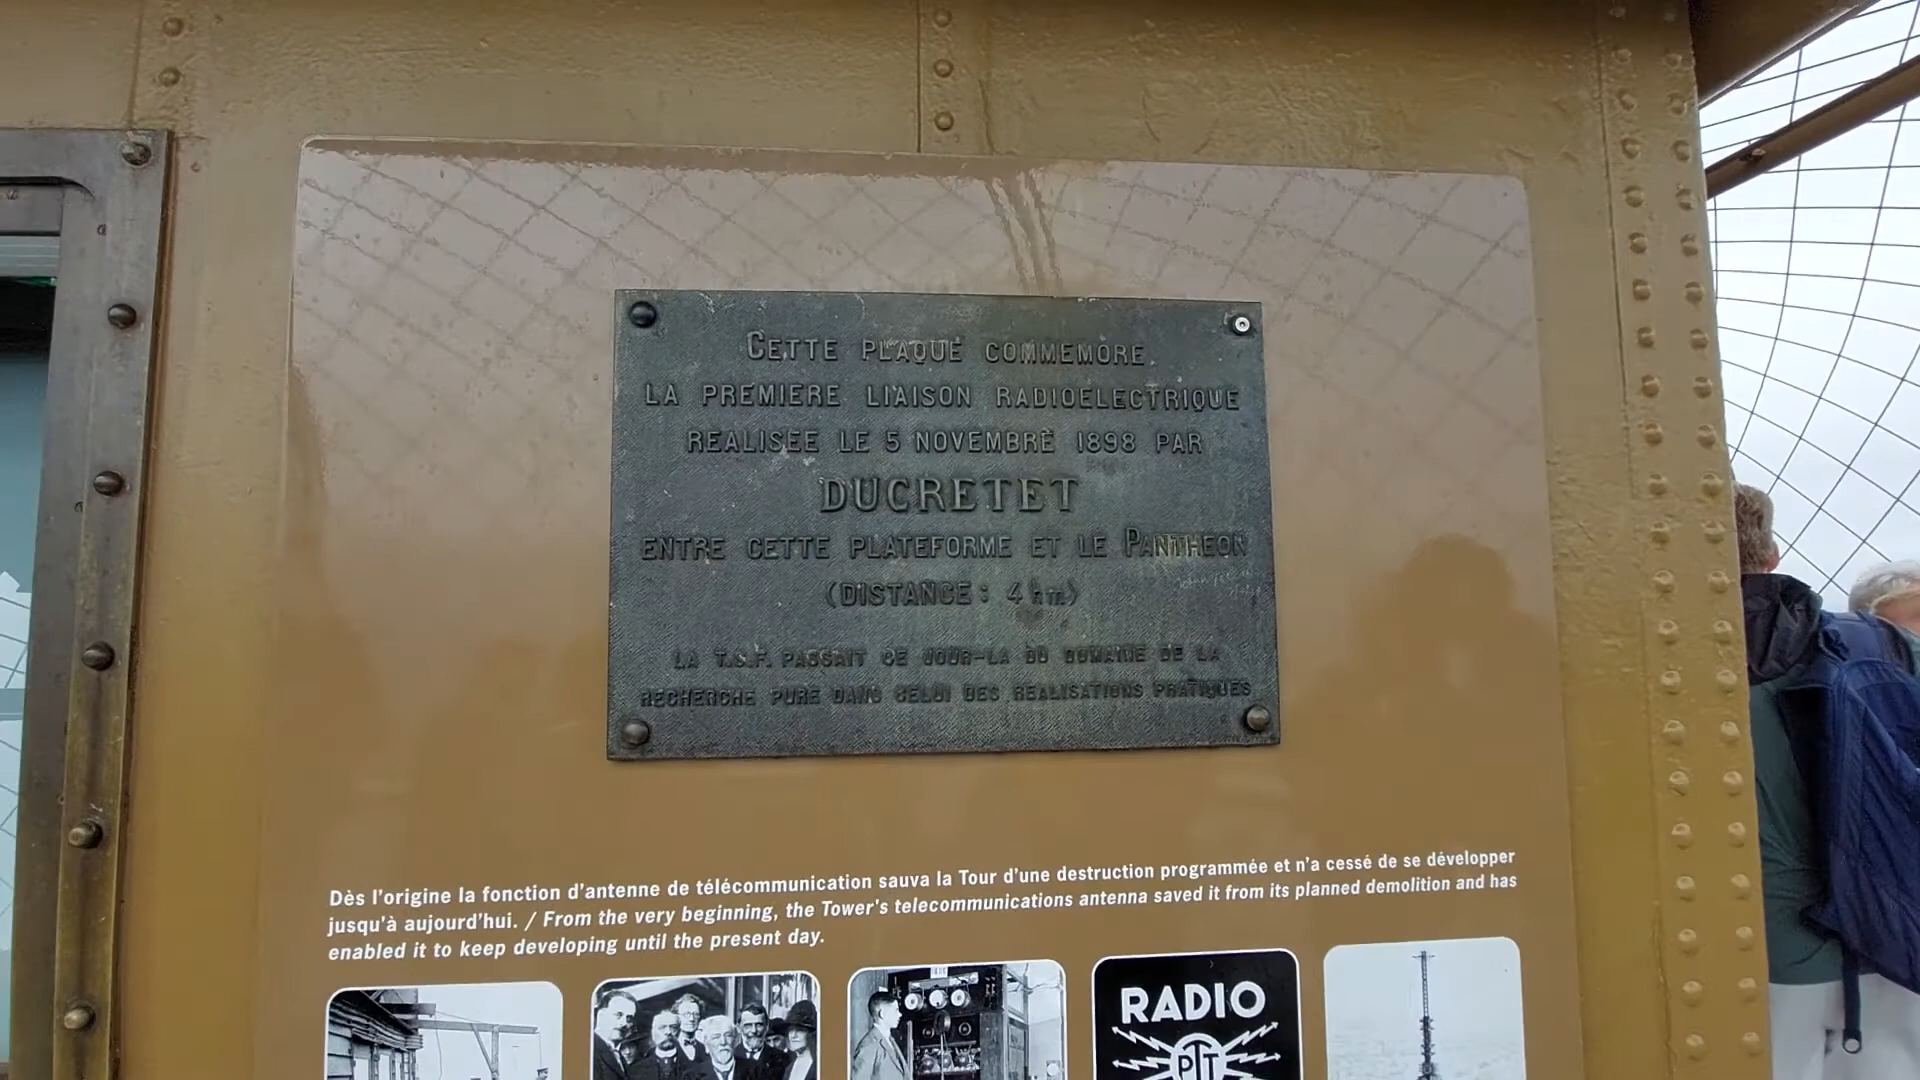 CETTE PLAQUE COMMEMORE
LA PREMIERE LIAISON RADIOELECTRIQUE
REALISEE LE 5 NOVEMBRE 1898 PAR
DUCRETET
ENTRE CETTE PLATEFORME ET LE PANTHEON
(DISTANCE : 4 km)
LA T.S.F. PASSAIT CE JOUR-LA DU DOMAINE DE LA
RECHERCHE PURE DANS CELUI DES REALISATIONS PRATIQUES
Dès l'origine la fonction d'antenne de télécommunication sauva la Tour d'une destruction programmée et n'a cessé de se développer
jusqu'à aujourd'hui. / From the very beginning, the Tower's telecommunications antenna saved it from its planned demolition and has
enabled it to keep developing until the present day.
RADIO
PTT